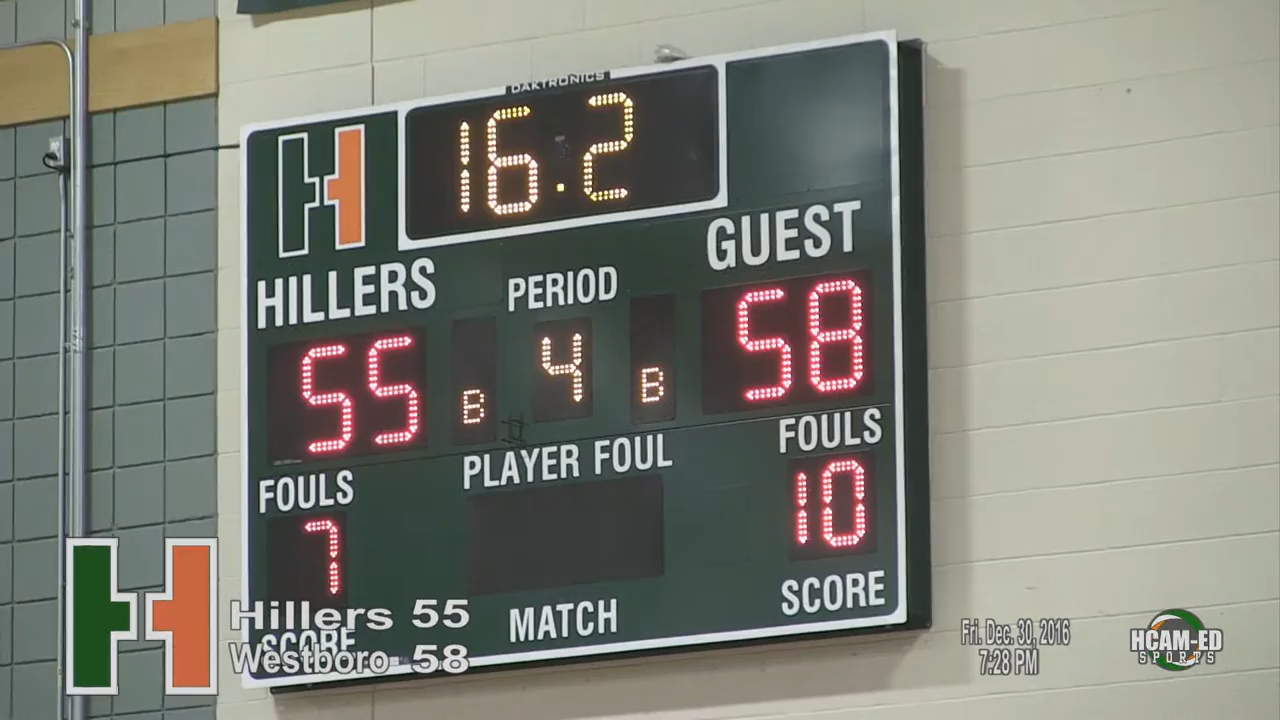 DAKTRONICS
16.2
H
HILLERS
PERIOD
GUEST
55
B
4
B
58
FOULS
PLAYER FOUL
FOULS
7
10
SCORE
MATCH
SCORE
H
Hillers 55
Westboro 58
Fri. Dec. 30, 2016
7:28 PM
HCAM-ED
SPORTS